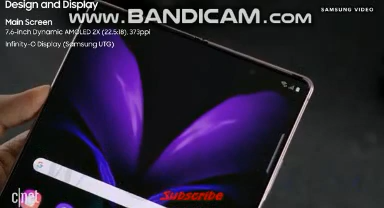 Design and Display
www.BANDICAM.com
SAMSUNG VIDEO
Main Screen
7.6-inch Dynamic AMOLED 2X (22.5:18), 373ppi
Infinity-O Display (Samsung UTG)
c|net
Subscribe